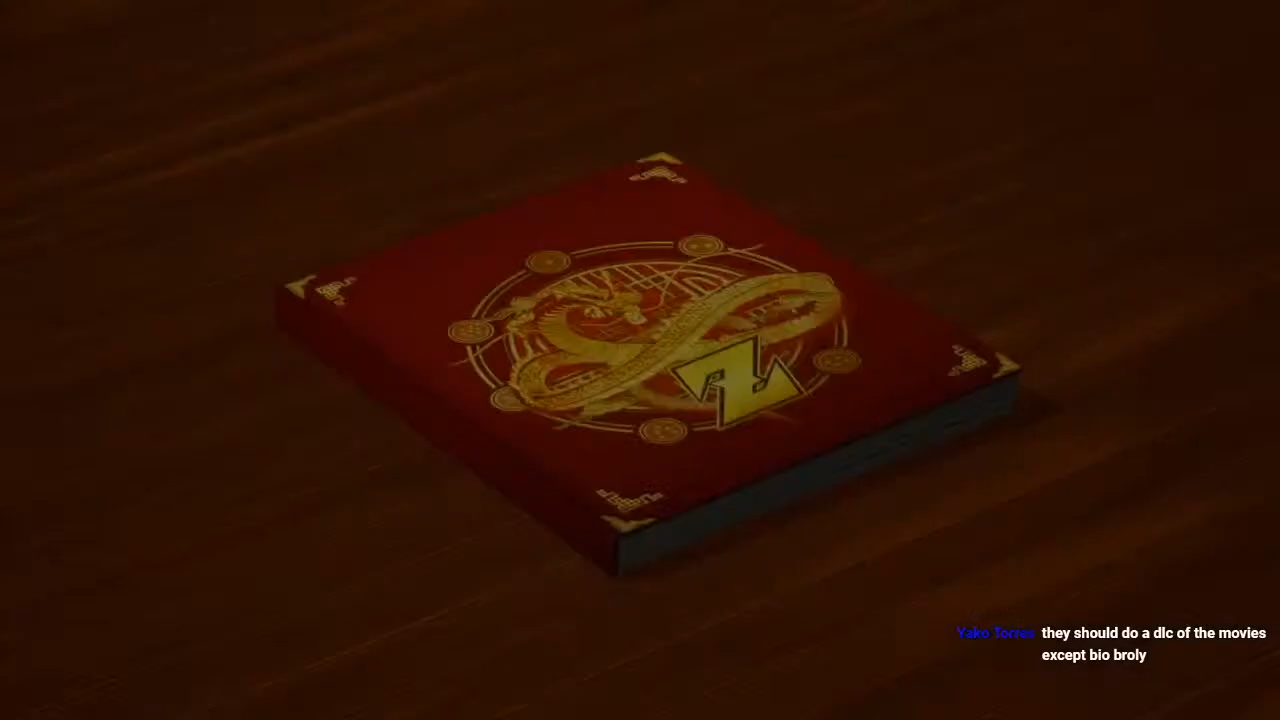 Z
Yako Torres they should do a dlc of the movies
except bio broly